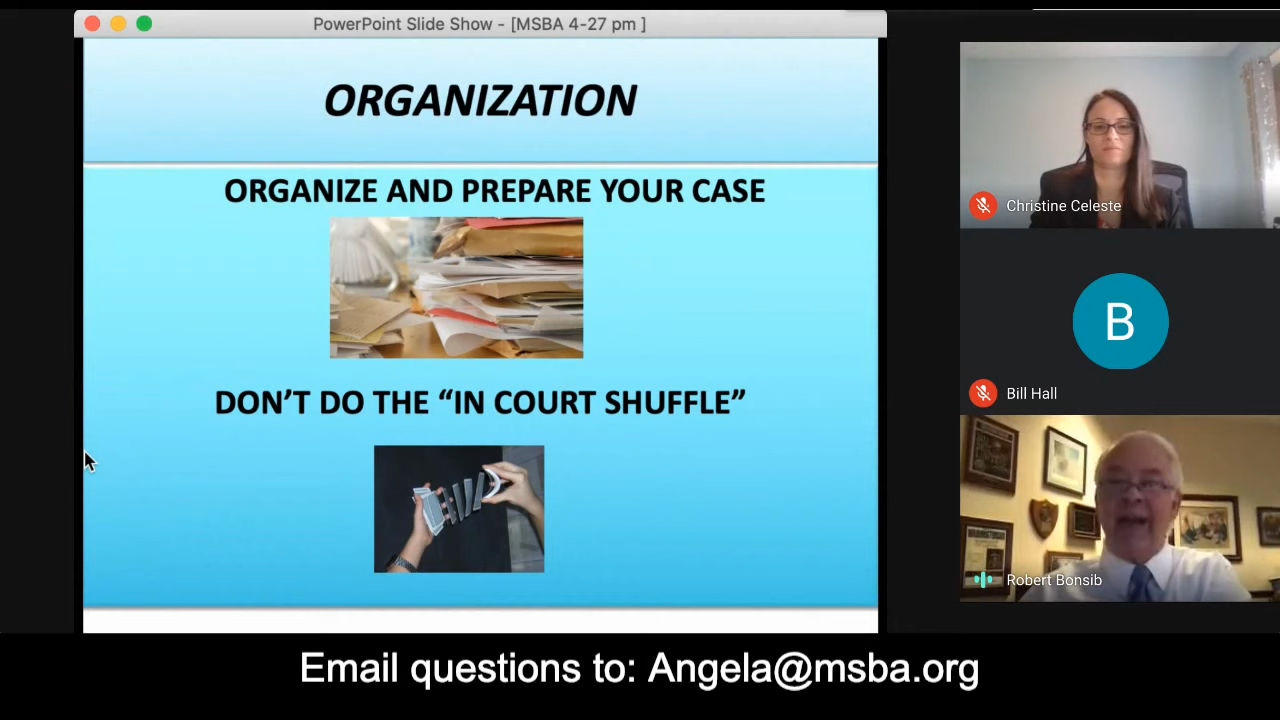 PowerPoint Slide Show - [MSBA 4-27 pm ]
ORGANIZATION
ORGANIZE AND PREPARE YOUR CASE
DON'T DO THE “IN COURT SHUFFLE”
Christine Celeste
B
Bill Hall
Robert Bonsib
Email questions to: Angela@msba.org